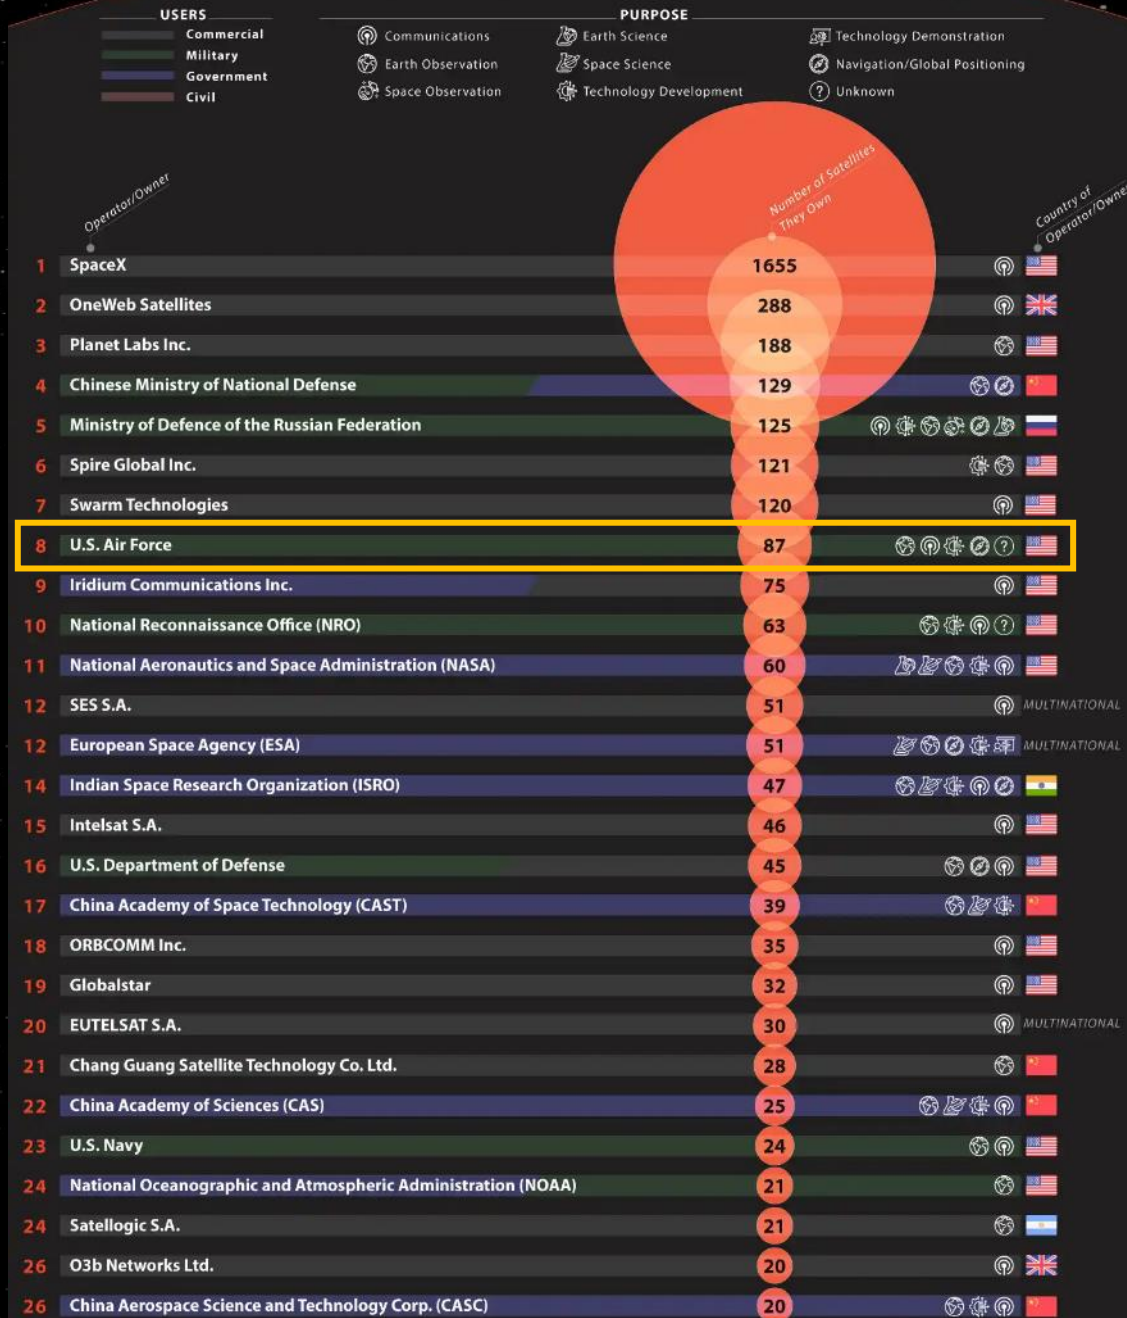 USERS
Commercial
Military
Government
Civil
PURPOSE
Communications
Earth Science
Technology Demonstration
Earth Observation
Space Science
Navigation/Global Positioning
Space Observation
Technology Development
? Unknown
Operator/Owner
Number of Satellites
They Own
Country of
Operator/Owner
1 SpaceX 1655
2 OneWeb Satellites 288
3 Planet Labs Inc. 188
4 Chinese Ministry of National Defense 129
5 Ministry of Defence of the Russian Federation 125
6 Spire Global Inc. 121
7 Swarm Technologies 120
8 U.S. Air Force 87 ?
9 Iridium Communications Inc. 75
10 National Reconnaissance Office (NRO) 63 ?
11 National Aeronautics and Space Administration (NASA) 60
12 SES S.A. 51 MULTINATIONAL
12 European Space Agency (ESA) 51 MULTINATIONAL
14 Indian Space Research Organization (ISRO) 47
15 Intelsat S.A. 46
16 U.S. Department of Defense 45
17 China Academy of Space Technology (CAST) 39
18 ORBCOMM Inc. 35
19 Globalstar 32
20 EUTELSAT S.A. 30 MULTINATIONAL
21 Chang Guang Satellite Technology Co. Ltd. 28
22 China Academy of Sciences (CAS) 25
23 U.S. Navy 24
24 National Oceanographic and Atmospheric Administration (NOAA) 21
24 Satellogic S.A. 21
26 O3b Networks Ltd. 20
26 China Aerospace Science and Technology Corp. (CASC) 20